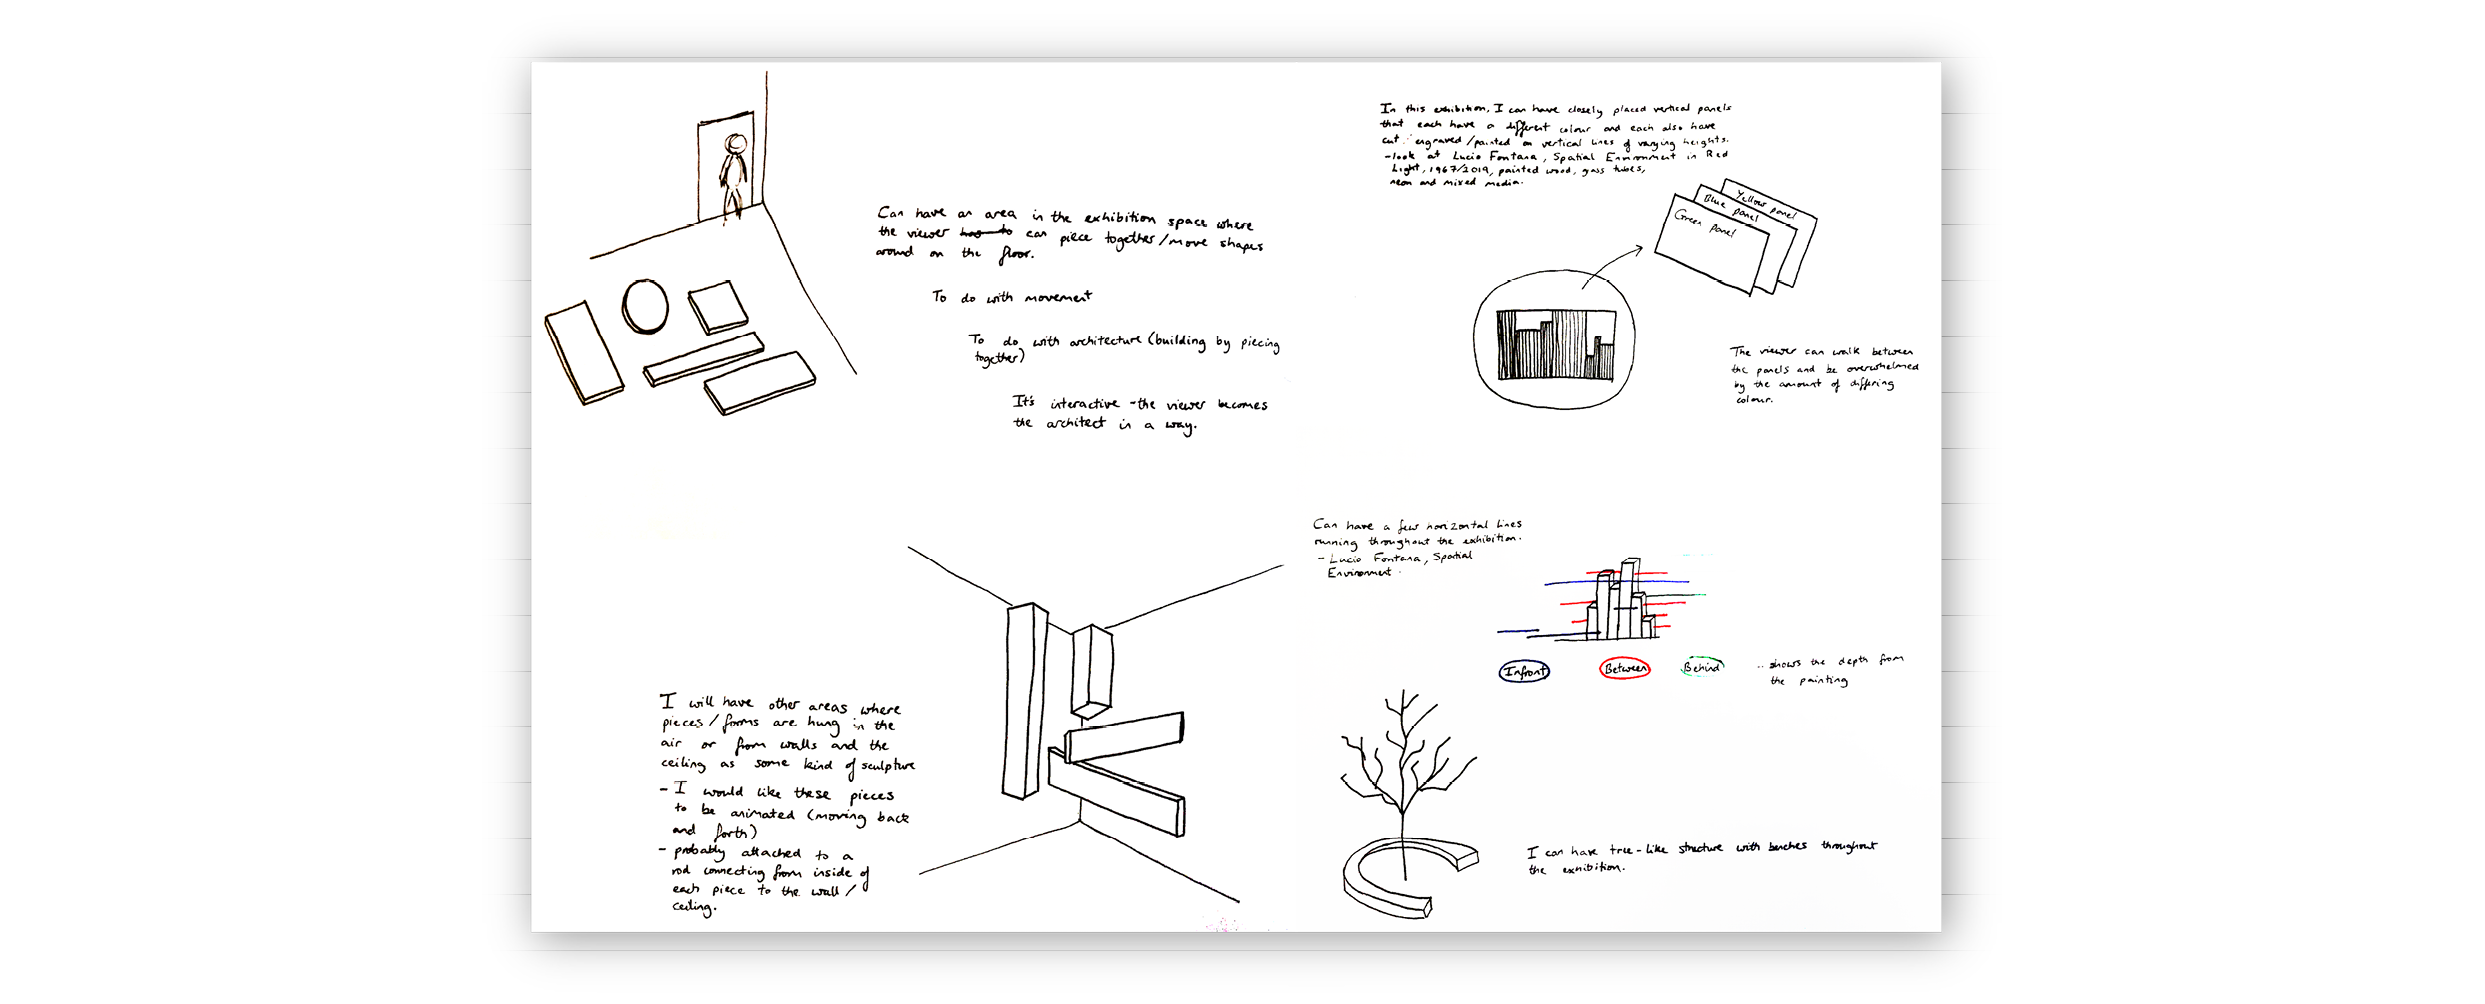 Can have an area in the exhibition space where
the viewer has to can piece together/move shapes
around on the floor.
To do with movement
To do with architecture (building by piecing
together)
It's interactive - the viewer becomes
the architect in a way.
In this exhibition, I can have closely placed vertical panels
that each have a different colour and each also have
cut / engraved /painted on vertical lines of varying heights.
- look at Lucio Fontana, Spatial Environment in Red
Light, 1967/2019, painted wood, gass tubes,
neon and mixed media.
Yellow panel
Blue panel
Green panel
The viewer can walk between
the panels and be overwhelmed
by the amount of differing
colour.
I will have other areas where
pieces / forms are hung in the
air or from walls and the
ceiling as some kind of sculpture
- I would like these pieces
to be animated (moving back
and forth)
- probably attached to a
rod connecting from inside of
each piece to the wall /
ceiling.
Can have a few horizontal lines
running throughout the exhibition.
- Lucio Fontana, Spatial
Environment.
Infront
Between
Behind
.. shows the depth from
the painting
I can have tree-like structure with benches throughout
the exhibition.